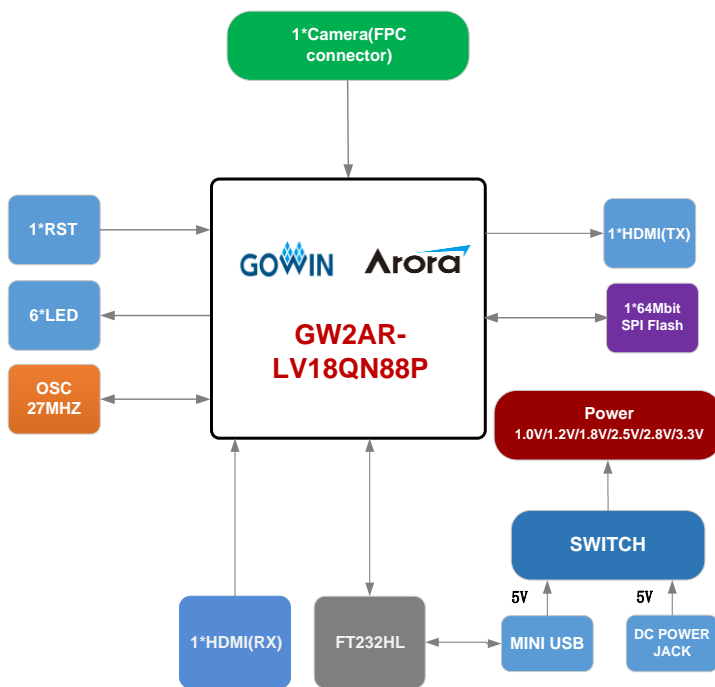 1*Camera(FPC
connector)
1*RST
6*LED
OSC
27MHZ
GOWIN
Arora
GW2AR-
LV18QN88P
1*HDMI(TX)
1*64Mbit
SPI Flash
Power
1.0V/1.2V/1.8V/2.5V/2.8V/3.3V
SWITCH
5V
5V
1*HDMI(RX)
FT232HL
MINI USB
DC POWER
JACK